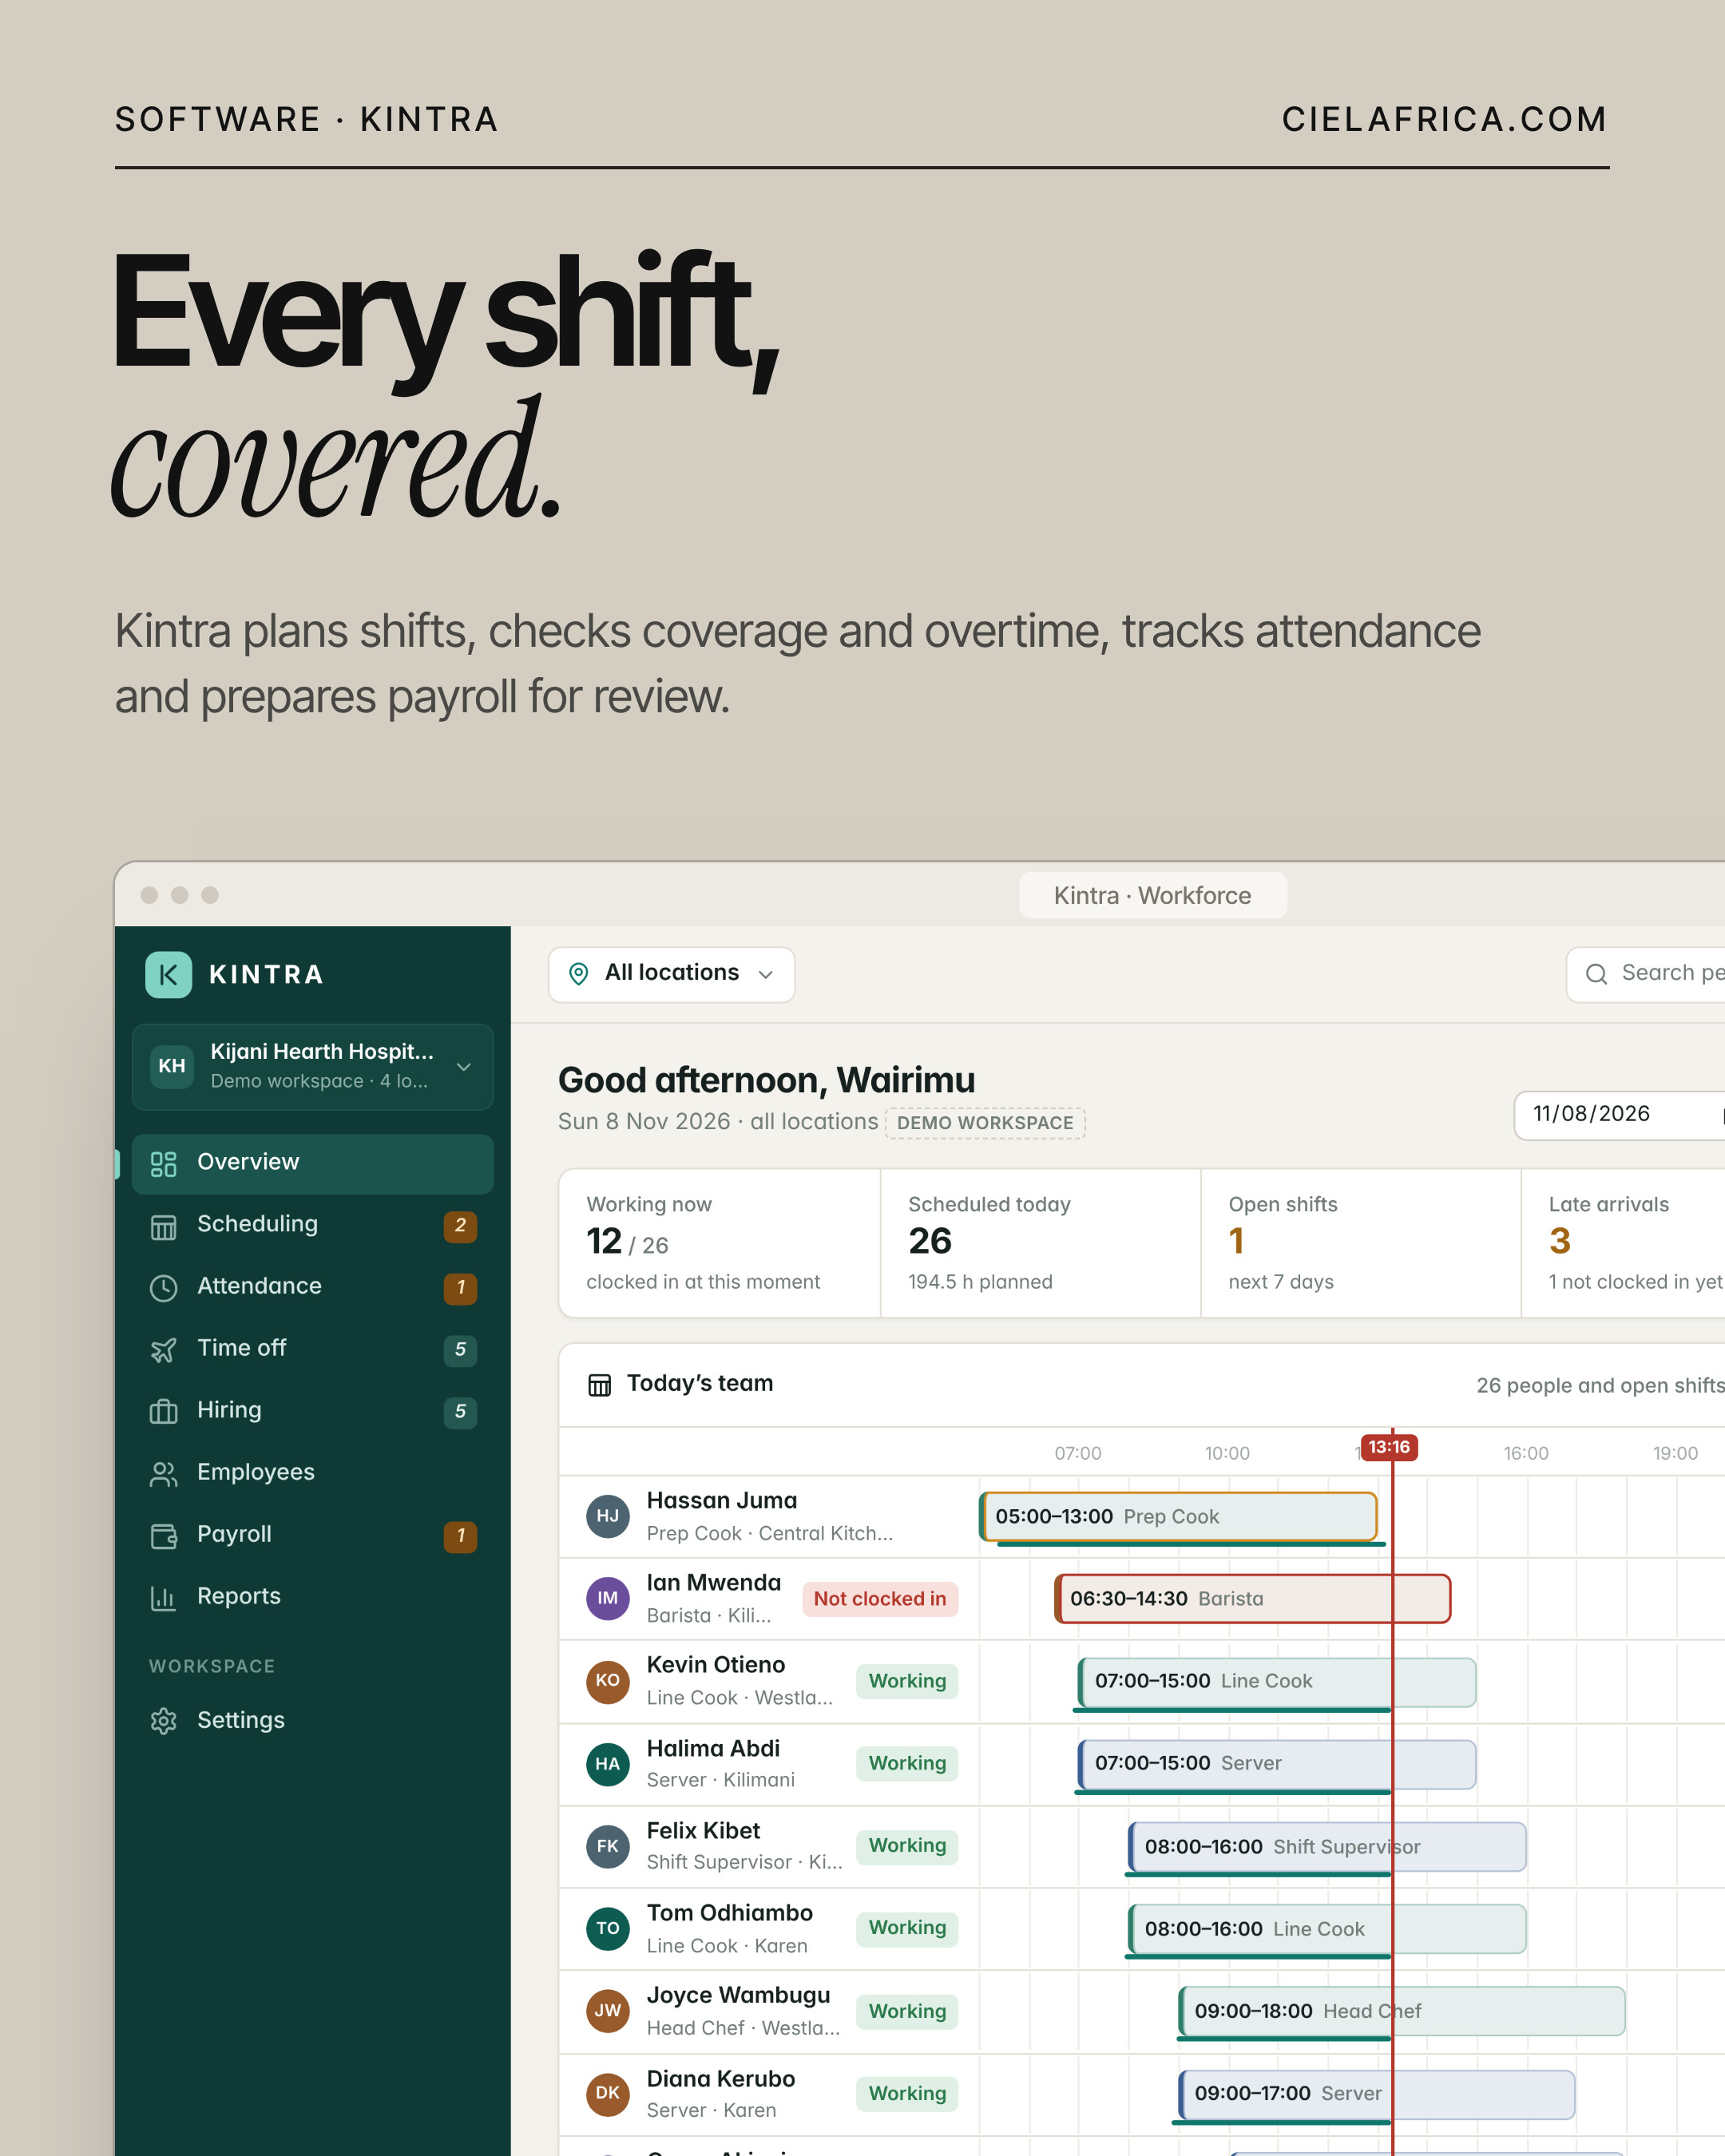 SOFTWARE · KINTRA
CIELAFRICA.COM
Every shift,
covered.
Kintra plans shifts, checks coverage and overtime, tracks attendance
and prepares payroll for review.
Kintra · Workforce
KINTRA
All locations
Search pe
KH
Kijani Hearth Hospit...
Demo workspace · 4 lo...
Good afternoon, Wairimu
Sun 8 Nov 2026 · all locations DEMO WORKSPACE
11/08/2026
Overview
Scheduling 2
Attendance 1
Time off 5
Hiring 5
Employees
Payroll 1
Reports
WORKSPACE
Settings
Working now
12 / 26
clocked in at this moment
Scheduled today
26
194.5 h planned
Open shifts
1
next 7 days
Late arrivals
3
1 not clocked in yet
Today's team
26 people and open shifts
07:00 10:00 13:16 16:00 19:00
HJ
Hassan Juma
Prep Cook · Central Kitch...
05:00–13:00 Prep Cook
IM
Ian Mwenda
Barista · Kili...
Not clocked in
06:30–14:30 Barista
KO
Kevin Otieno
Line Cook · Westla...
Working
07:00–15:00 Line Cook
HA
Halima Abdi
Server · Kilimani
Working
07:00–15:00 Server
FK
Felix Kibet
Shift Supervisor · Ki...
Working
08:00–16:00 Shift Supervisor
TO
Tom Odhiambo
Line Cook · Karen
Working
08:00–16:00 Line Cook
JW
Joyce Wambugu
Head Chef · Westla...
Working
09:00–18:00 Head Chef
DK
Diana Kerubo
Server · Karen
Working
09:00–17:00 Server